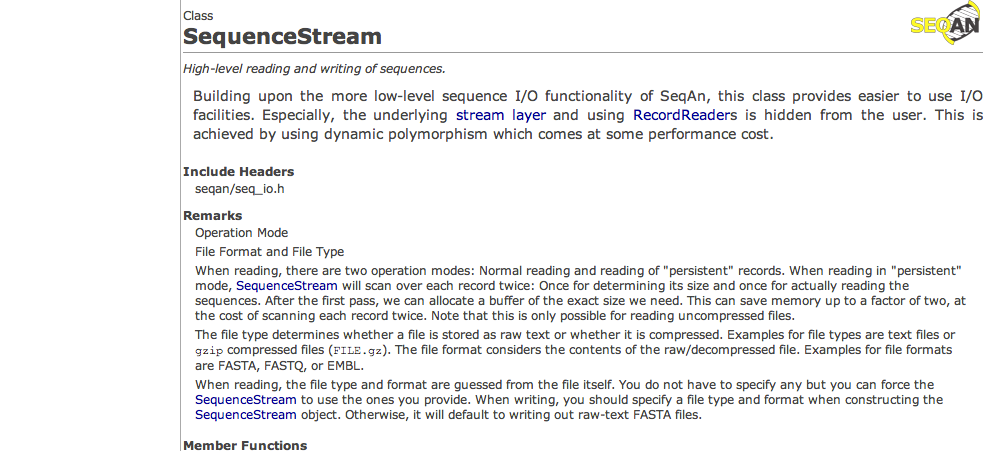 Class
SEQAN
SequenceStream
High-level reading and writing of sequences.
Building upon the more low-level sequence I/O functionality of SeqAn, this class provides easier to use I/O
facilities. Especially, the underlying stream layer and using RecordReaders is hidden from the user. This is
achieved by using dynamic polymorphism which comes at some performance cost.
Include Headers
seqan/seq_io.h
Remarks
Operation Mode
File Format and File Type
When reading, there are two operation modes: Normal reading and reading of "persistent" records. When reading in "persistent"
mode, SequenceStream will scan over each record twice: Once for determining its size and once for actually reading the
sequences. After the first pass, we can allocate a buffer of the exact size we need. This can save memory up to a factor of two, at
the cost of scanning each record twice. Note that this is only possible for reading uncompressed files.
The file type determines whether a file is stored as raw text or whether it is compressed. Examples for file types are text files or
gzip compressed files (FILE.gz). The file format considers the contents of the raw/decompressed file. Examples for file formats
are FASTA, FASTQ, or EMBL.
When reading, the file type and format are guessed from the file itself. You do not have to specify any but you can force the
SequenceStream to use the ones you provide. When writing, you should specify a file type and format when constructing the
SequenceStream object. Otherwise, it will default to writing out raw-text FASTA files.
Member Functions